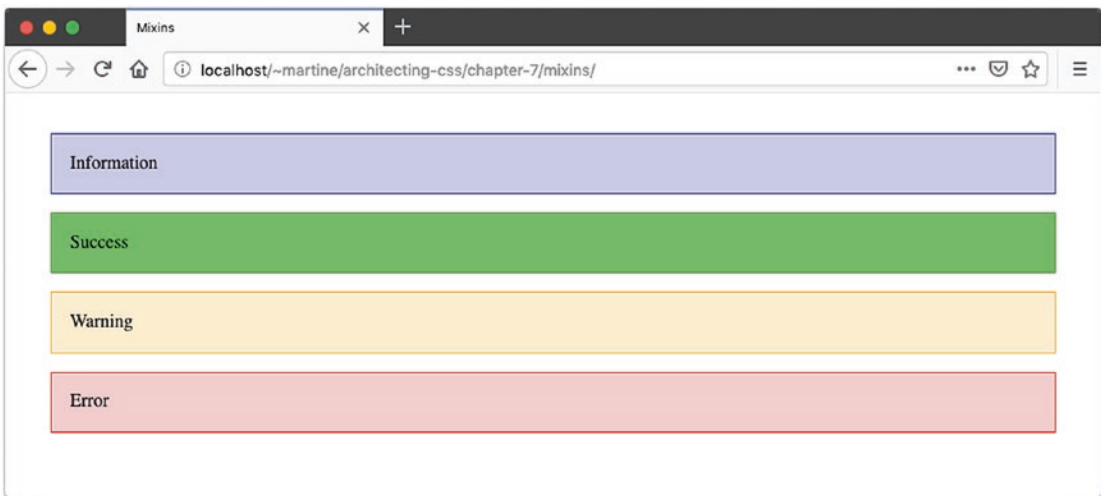 Mixins
localhost/~martine/architecting-css/chapter-7/mixins/
Information
Success
Warning
Error